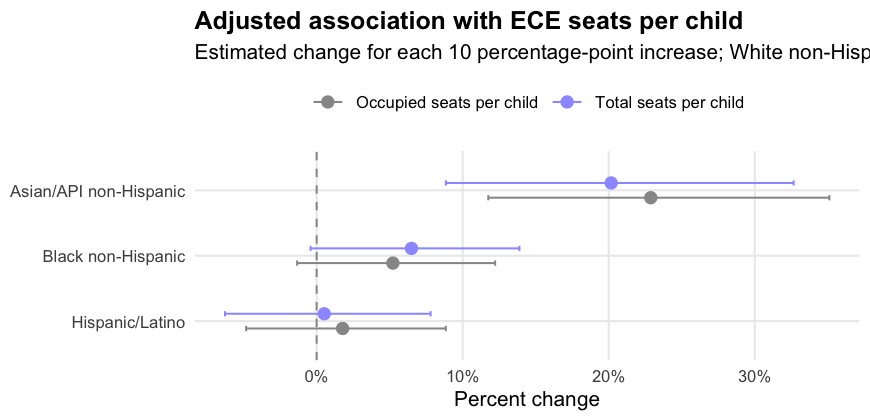 Adjusted association with ECE seats per child
Estimated change for each 10 percentage-point increase; White non-Hisp
Occupied seats per child Total seats per child
Asian/API non-Hispanic
Black non-Hispanic
Hispanic/Latino
0% 10% 20% 30%
Percent change